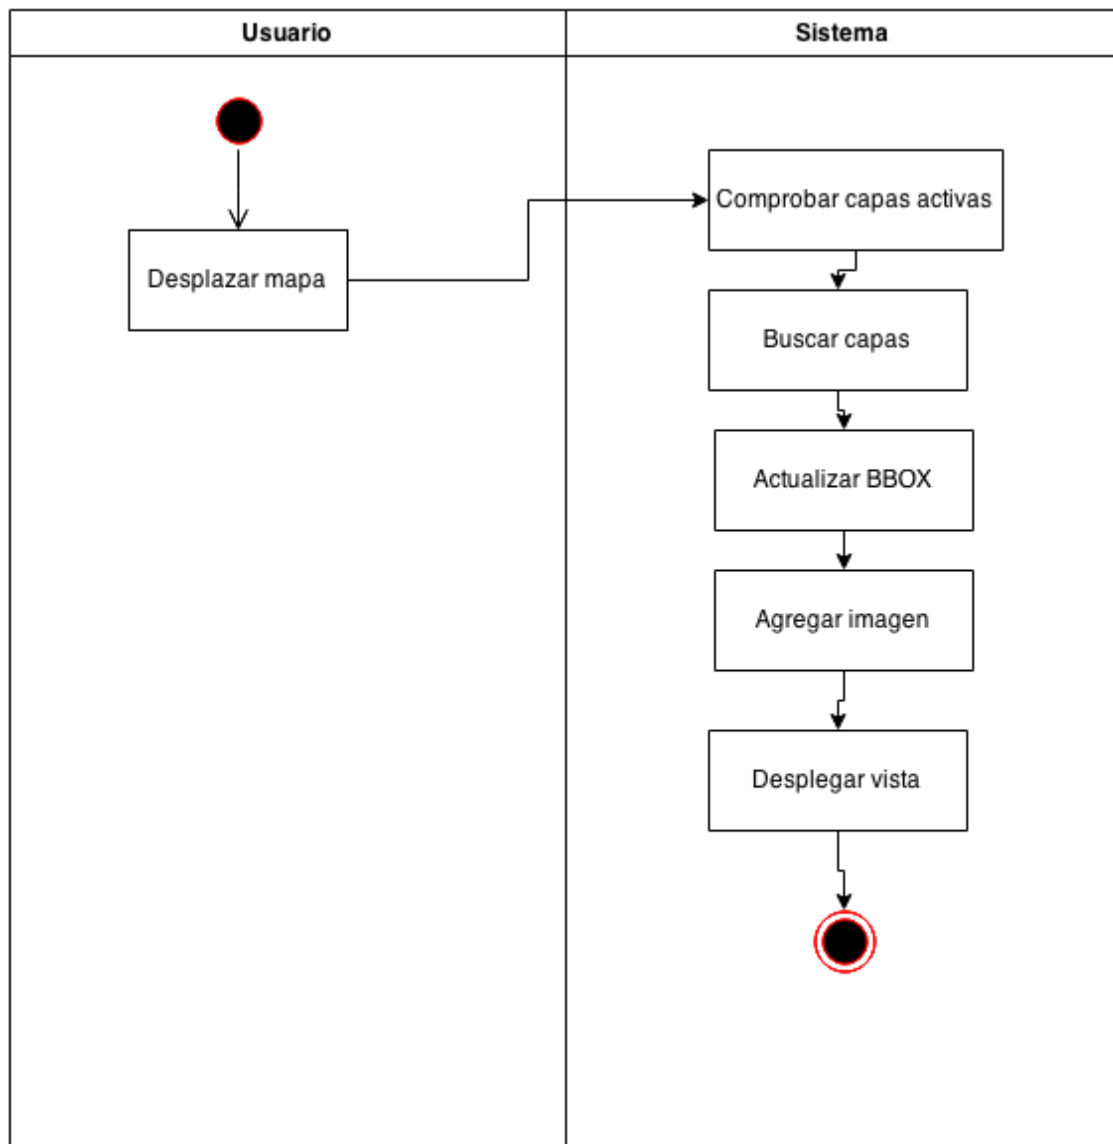 Usuario
Sistema
Desplazar mapa
Comprobar capas activas
Buscar capas
Actualizar BBOX
Agregar imagen
Desplegar vista